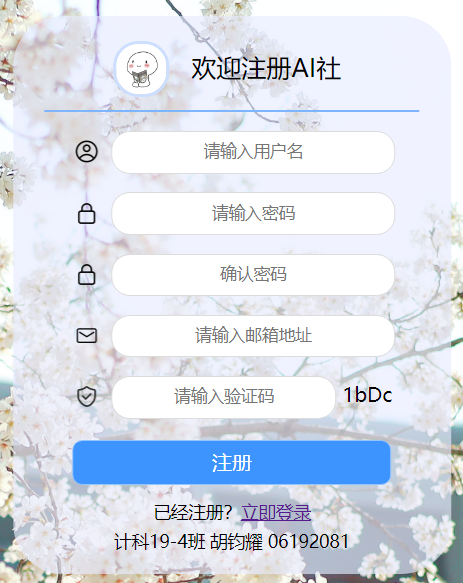 欢迎注册AI社
请输入用户名
请输入密码
确认密码
请输入邮箱地址
请输入验证码 1bDc
注册
已经注册？立即登录
计科19-4班 胡钧耀 06192081